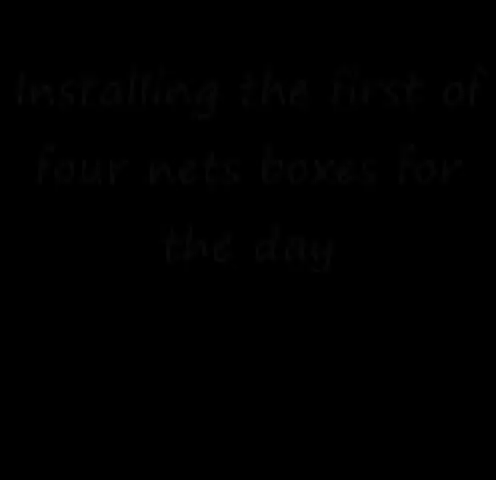 Installing the first of
four nets boxes for
the day